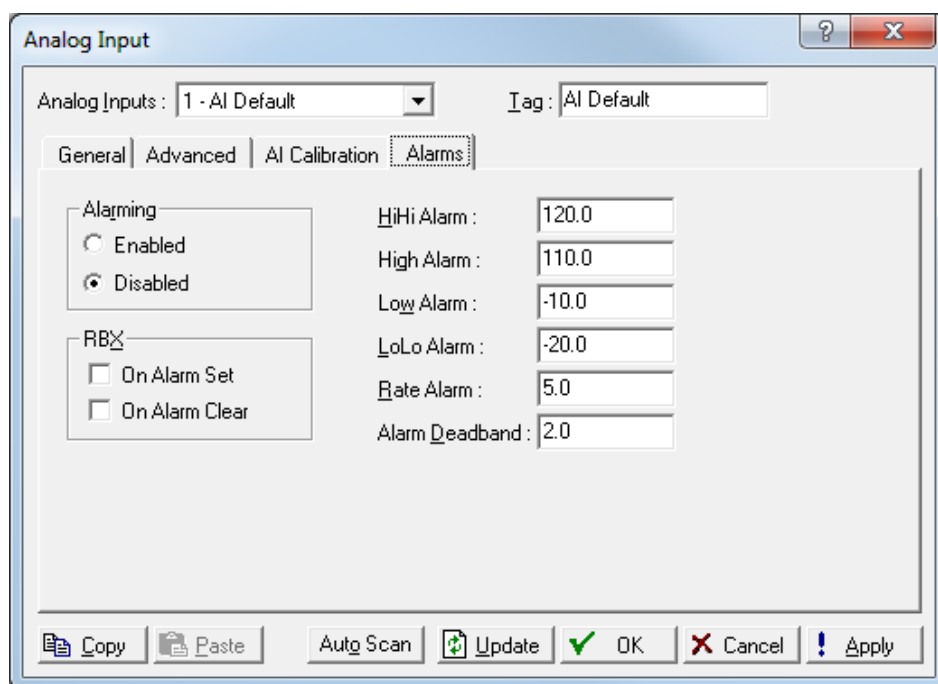 Analog Input
?
Analog Inputs : 1 - AI Default Tag : AI Default
General Advanced AI Calibration Alarms
Alarming
Enabled
Disabled
RBX
On Alarm Set
On Alarm Clear
HiHi Alarm : 120.0
High Alarm : 110.0
Low Alarm : -10.0
LoLo Alarm : -20.0
Rate Alarm : 5.0
Alarm Deadband : 2.0
Copy Paste Auto Scan Update OK Cancel ! Apply